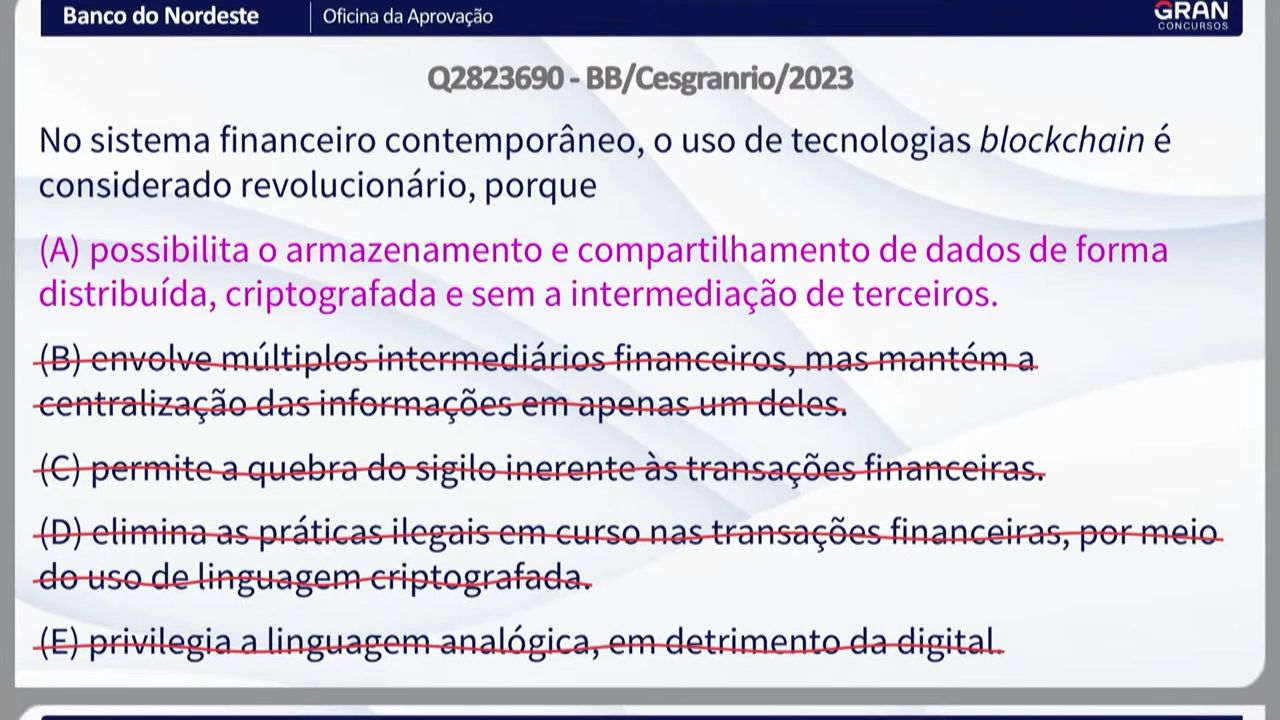 Banco do Nordeste
Oficina da Aprovação
GRAN
CONCURSOS
Q2823690 - BB/Cesgranrio/2023
No sistema financeiro contemporâneo, o uso de tecnologias blockchain é
considerado revolucionário, porque
(A) possibilita o armazenamento e compartilhamento de dados de forma
distribuída, criptografada e sem a intermediação de terceiros.
(B) envolve múltiplos intermediários financeiros, mas mantém a
centralização das informações em apenas um deles.
(C) permite a quebra do sigilo inerente às transações financeiras.
(D) elimina as práticas ilegais em curso nas transações financeiras, por meio
do uso de linguagem criptografada.
(E) privilegia a linguagem analógica, em detrimento da digital.